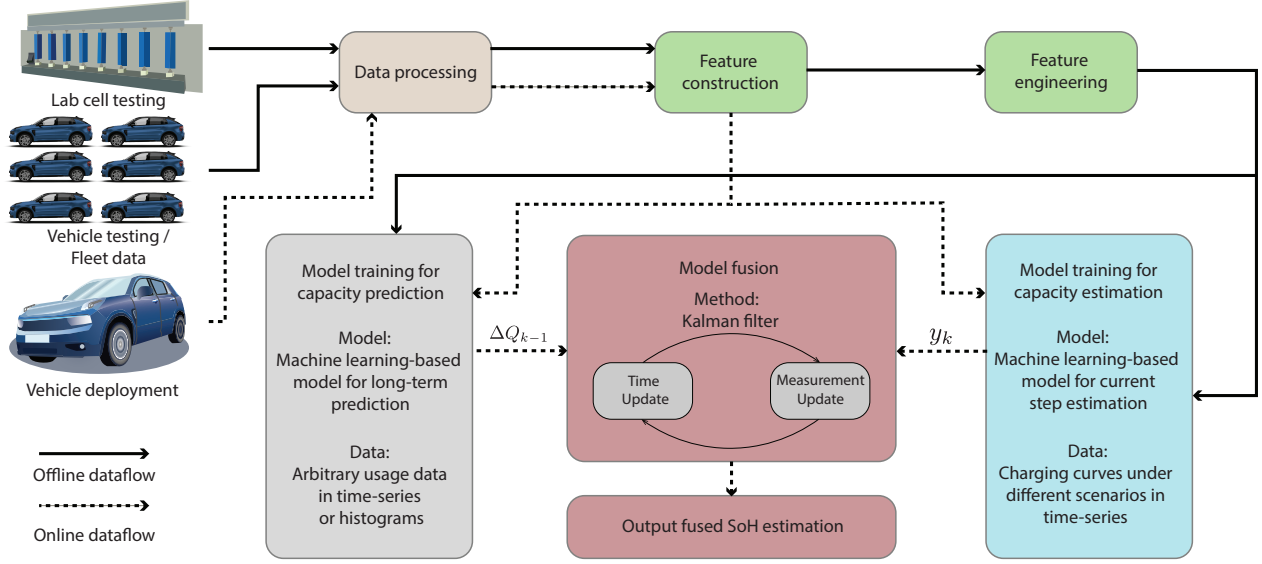 Lab cell testing
Vehicle testing /
Fleet data
Vehicle deployment
Offline dataflow
Online dataflow
Data processing
Feature
construction
Feature
engineering
Model training for
capacity prediction
Model:
Machine learning-based
model for long-term
prediction
Data:
Arbitrary usage data
in time-series
or histograms
$\Delta Q_{k-1}$
Model fusion
Method:
Kalman filter
Time
Update
Measurement
Update
Output fused SoH estimation
$y_k$
Model training for
capacity estimation
Model:
Machine learning-based
model for current
step estimation
Data:
Charging curves under
different scenarios in
time-series